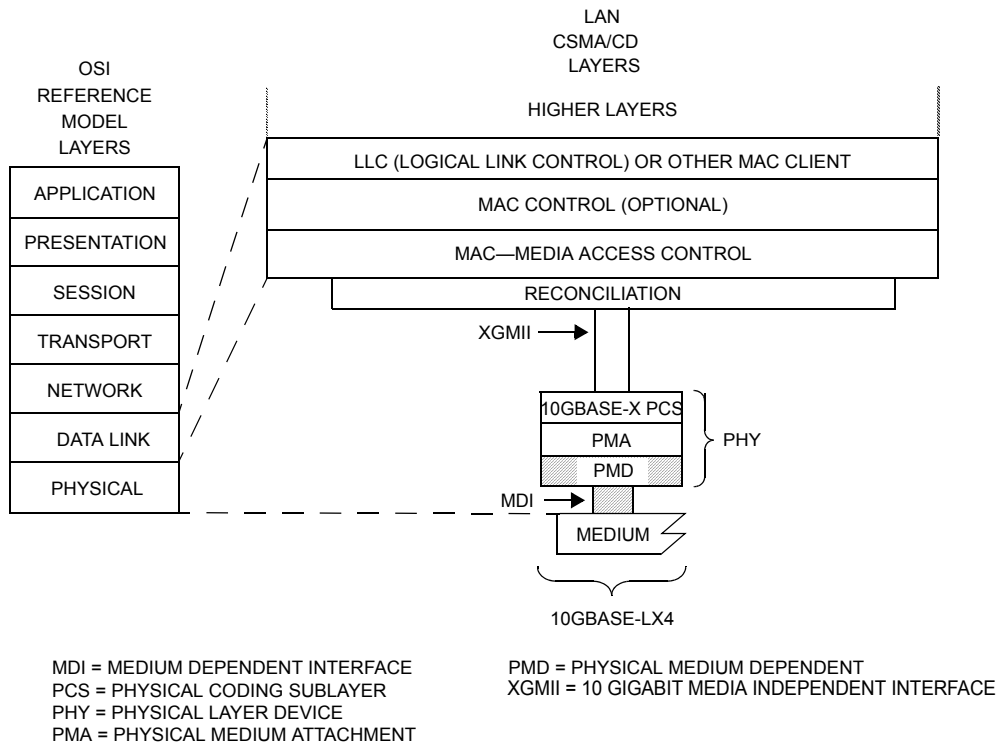 LAN
CSMA/CD
LAYERS
OSI
REFERENCE
MODEL
LAYERS
HIGHER LAYERS
LLC (LOGICAL LINK CONTROL) OR OTHER MAC CLIENT
MAC CONTROL (OPTIONAL)
MAC—MEDIA ACCESS CONTROL
RECONCILIATION
APPLICATION
PRESENTATION
SESSION
TRANSPORT
NETWORK
DATA LINK
PHYSICAL
XGMII
10GBASE-X PCS
PMA
PMD
PHY
MDI
MEDIUM
10GBASE-LX4
MDI = MEDIUM DEPENDENT INTERFACE
PCS = PHYSICAL CODING SUBLAYER
PHY = PHYSICAL LAYER DEVICE
PMA = PHYSICAL MEDIUM ATTACHMENT
PMD = PHYSICAL MEDIUM DEPENDENT
XGMII = 10 GIGABIT MEDIA INDEPENDENT INTERFACE